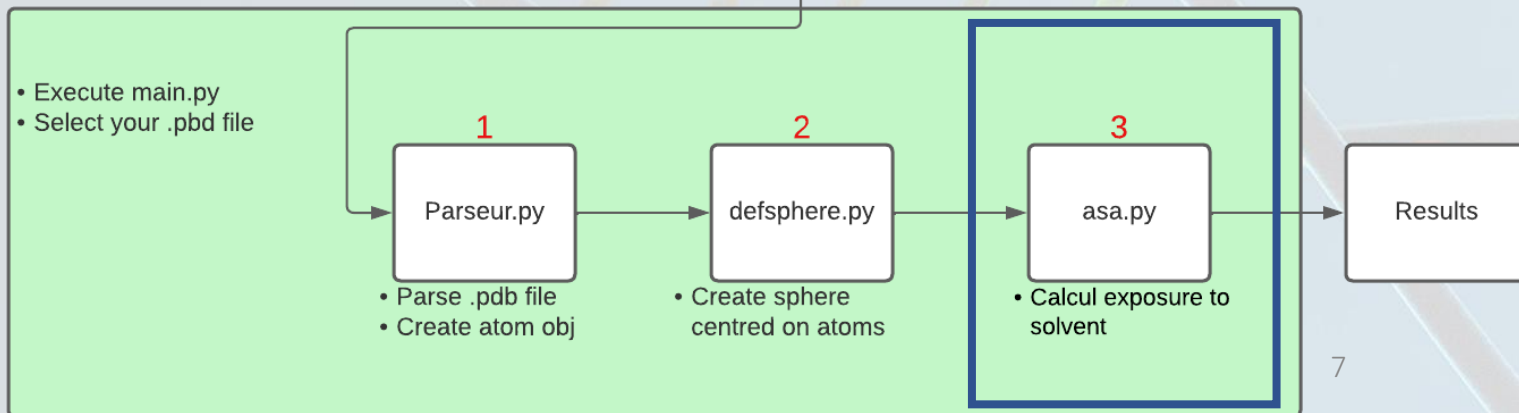 • Execute main.py
• Select your .pbd file
1
Parseur.py
• Parse .pdb file
• Create atom obj
2
defsphere.py
• Create sphere
centred on atoms
3
asa.py
• Calcul exposure to
solvent
Results
7